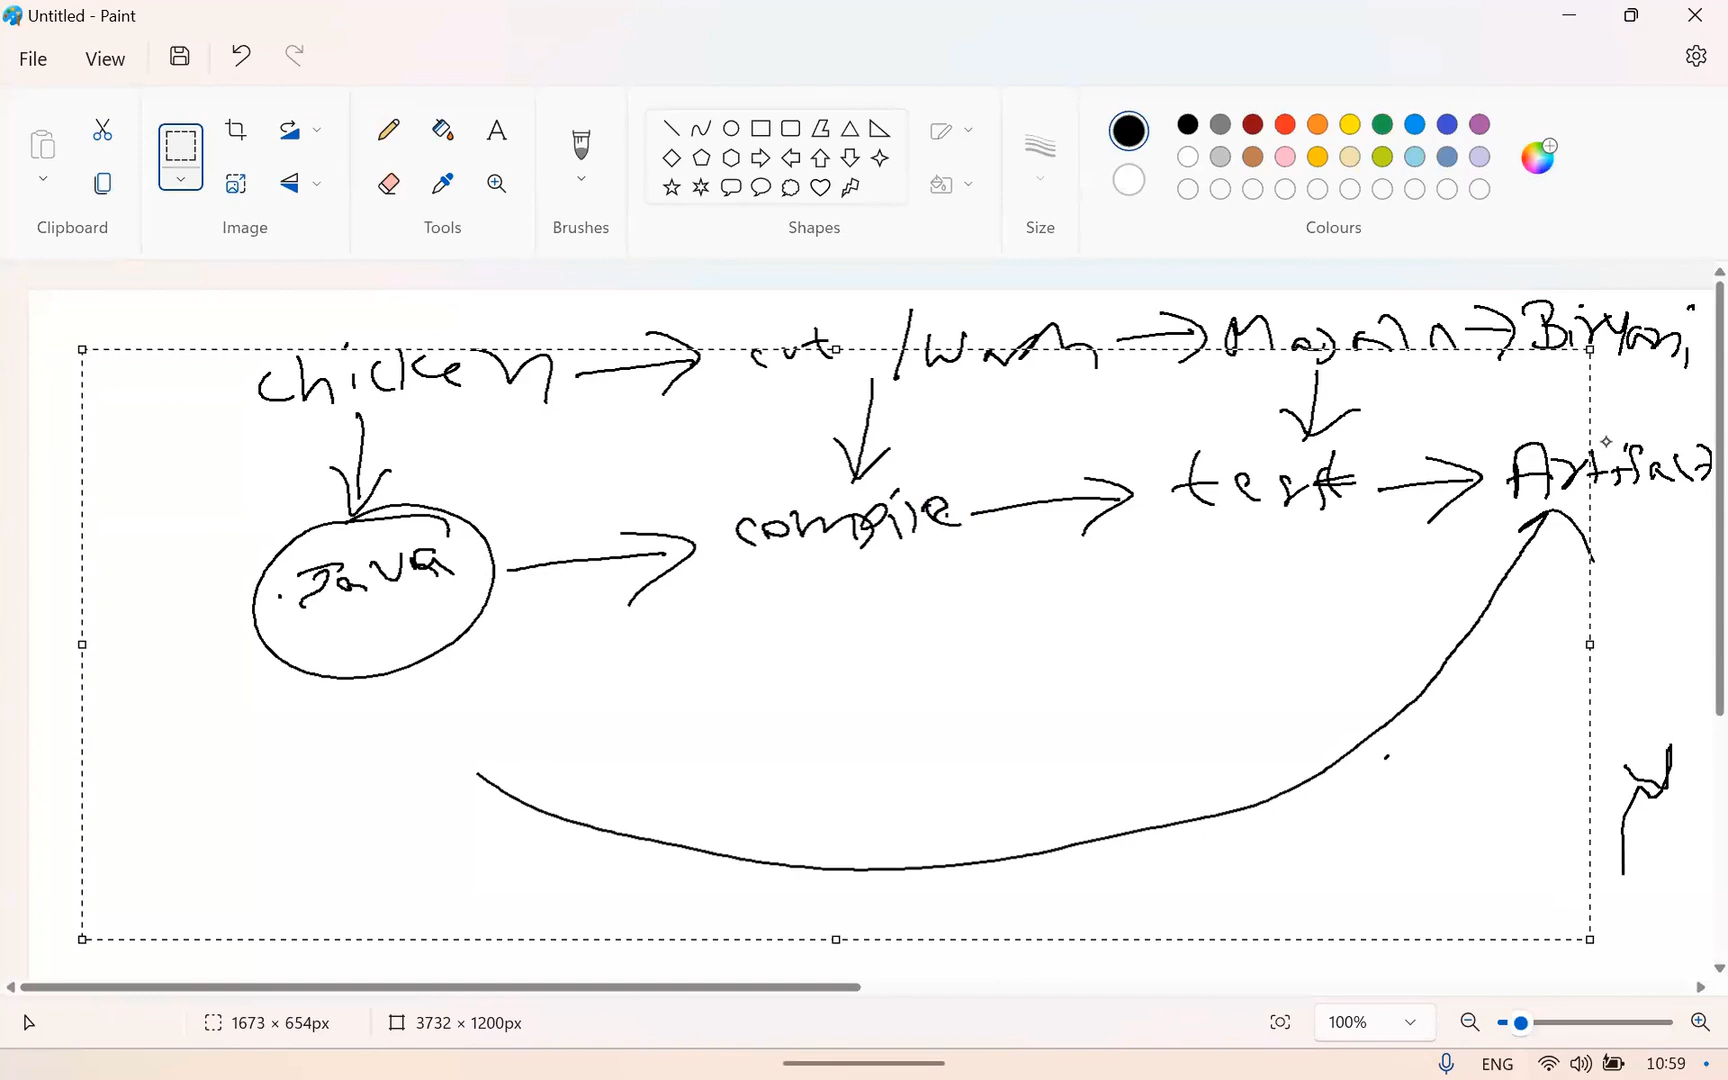 Untitled - Paint
File View
Clipboard Image Tools Brushes Shapes Size Colours
chicken → cut / wash → → Biryani
.Java → compile → test → Artifact
1673 × 654px 3732 × 1200px 100%
ENG 10:59